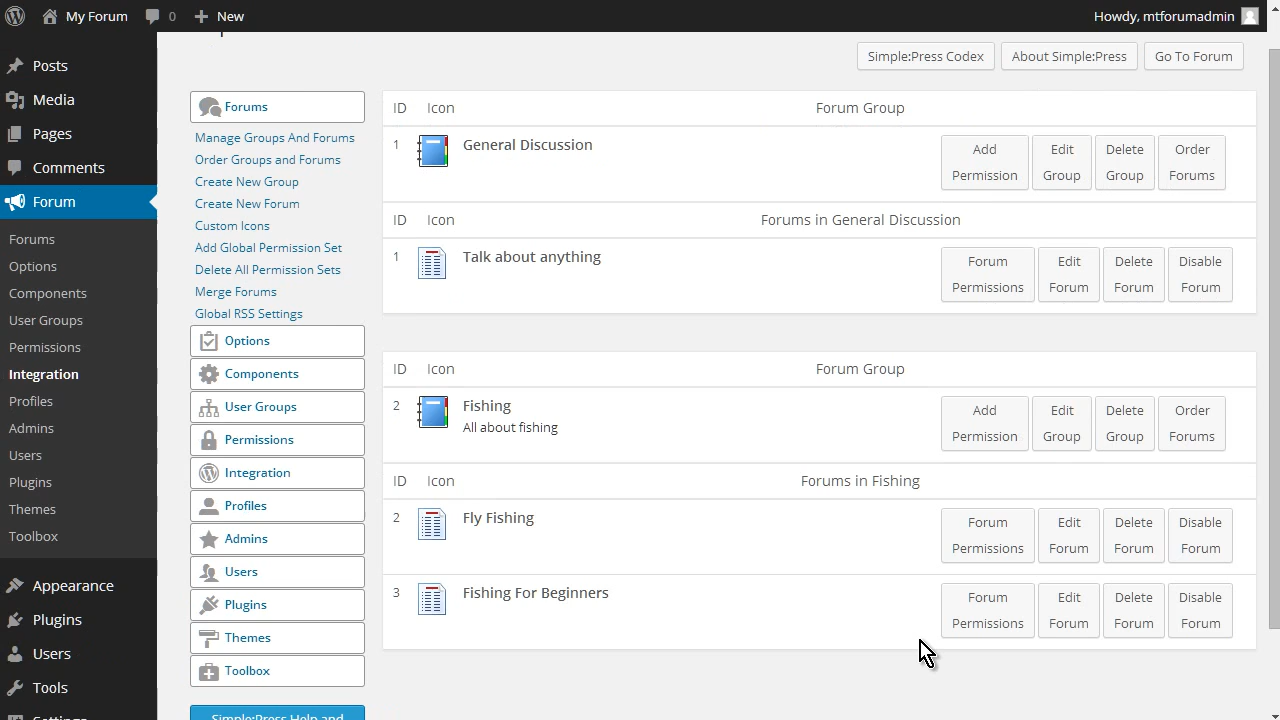 My Forum 0 New Howdy, mtforumadmin
Posts
Media
Pages
Comments
Forum
Forums
Options
Components
User Groups
Permissions
Integration
Profiles
Admins
Users
Plugins
Themes
Toolbox
Appearance
Plugins
Users
Tools
Simple:Press Codex About Simple:Press Go To Forum
Forums
Manage Groups And Forums
Order Groups and Forums
Create New Group
Create New Forum
Custom Icons
Add Global Permission Set
Delete All Permission Sets
Merge Forums
Global RSS Settings
Options
Components
User Groups
Permissions
Integration
Profiles
Admins
Users
Plugins
Themes
Toolbox
Simple:Press Help and
ID Icon Forum Group
1 General Discussion
Add Permission Edit Group Delete Group Order Forums
ID Icon Forums in General Discussion
1 Talk about anything
Forum Permissions Edit Forum Delete Forum Disable Forum
ID Icon Forum Group
2 Fishing
All about fishing
Add Permission Edit Group Delete Group Order Forums
ID Icon Forums in Fishing
2 Fly Fishing
Forum Permissions Edit Forum Delete Forum Disable Forum
3 Fishing For Beginners
Forum Permissions Edit Forum Delete Forum Disable Forum